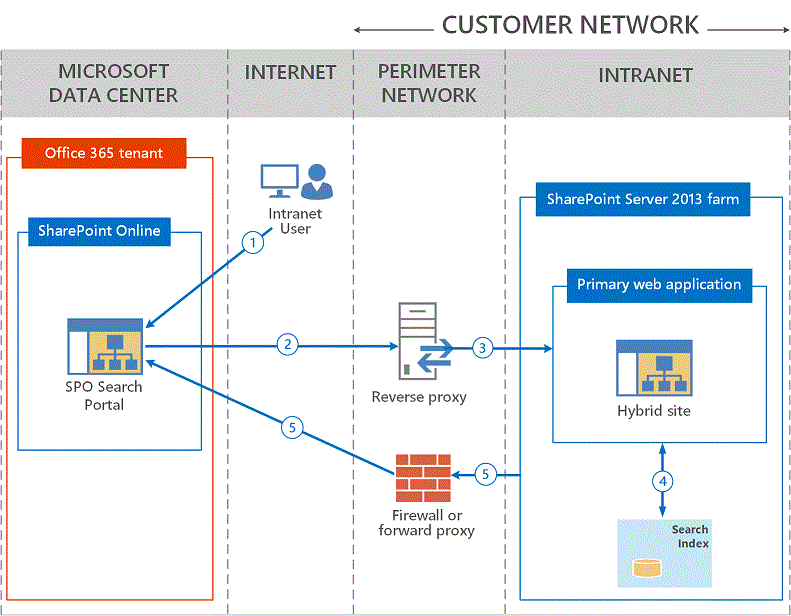 CUSTOMER NETWORK
MICROSOFT
DATA CENTER
INTERNET
PERIMETER
NETWORK
INTRANET
Office 365 tenant
SharePoint Online
Intranet
User
1
SharePoint Server 2013 farm
Primary web application
SPO Search
Portal
2
Reverse proxy
3
Hybrid site
5
Firewall or
forward proxy
5
4
Search
Index